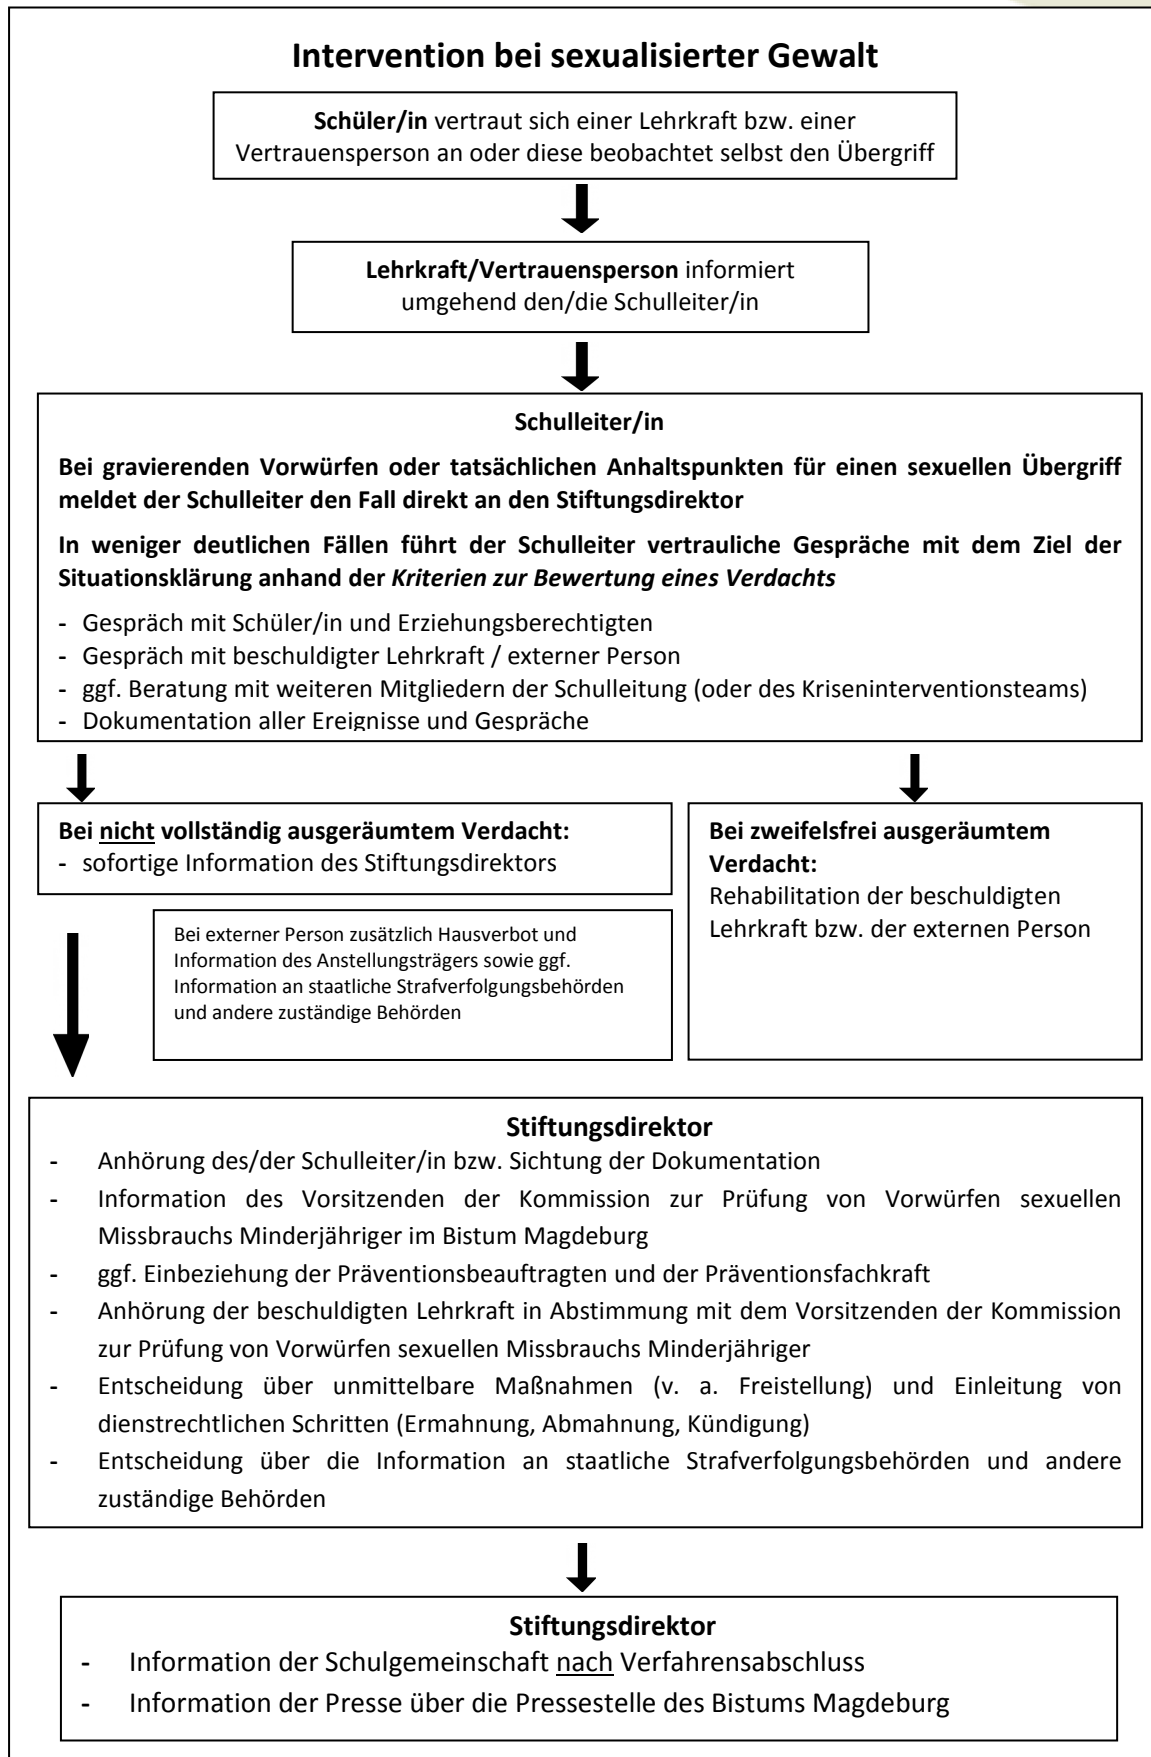 Intervention bei sexualisierter Gewalt
Schüler/in vertraut sich einer Lehrkraft bzw. einer
Vertrauensperson an oder diese beobachtet selbst den Übergriff
Lehrkraft/Vertrauensperson informiert
umgehend den/die Schulleiter/in
Schulleiter/in
Bei gravierenden Vorwürfen oder tatsächlichen Anhaltspunkten für einen sexuellen Übergriff
meldet der Schulleiter den Fall direkt an den Stiftungsdirektor
In weniger deutlichen Fällen führt der Schulleiter vertrauliche Gespräche mit dem Ziel der
Situationsklärung anhand der Kriterien zur Bewertung eines Verdachts
- Gespräch mit Schüler/in und Erziehungsberechtigten
- Gespräch mit beschuldigter Lehrkraft / externer Person
- ggf. Beratung mit weiteren Mitgliedern der Schulleitung (oder des Kriseninterventionsteams)
- Dokumentation aller Ereignisse und Gespräche
Bei nicht vollständig ausgeräumtem Verdacht:
- sofortige Information des Stiftungsdirektors
Bei externer Person zusätzlich Hausverbot und
Information des Anstellungsträgers sowie ggf.
Information an staatliche Strafverfolgungsbehörden
und andere zuständige Behörden
Bei zweifelsfrei ausgeräumtem
Verdacht:
Rehabilitation der beschuldigten
Lehrkraft bzw. der externen Person
Stiftungsdirektor
- Anhörung des/der Schulleiter/in bzw. Sichtung der Dokumentation
- Information des Vorsitzenden der Kommission zur Prüfung von Vorwürfen sexuellen
Missbrauchs Minderjähriger im Bistum Magdeburg
- ggf. Einbeziehung der Präventionsbeauftragten und der Präventionsfachkraft
- Anhörung der beschuldigten Lehrkraft in Abstimmung mit dem Vorsitzenden der Kommission
zur Prüfung von Vorwürfen sexuellen Missbrauchs Minderjähriger
- Entscheidung über unmittelbare Maßnahmen (v. a. Freistellung) und Einleitung von
dienstrechtlichen Schritten (Ermahnung, Abmahnung, Kündigung)
- Entscheidung über die Information an staatliche Strafverfolgungsbehörden und andere
zuständige Behörden
Stiftungsdirektor
- Information der Schulgemeinschaft nach Verfahrensabschluss
- Information der Presse über die Pressestelle des Bistums Magdeburg